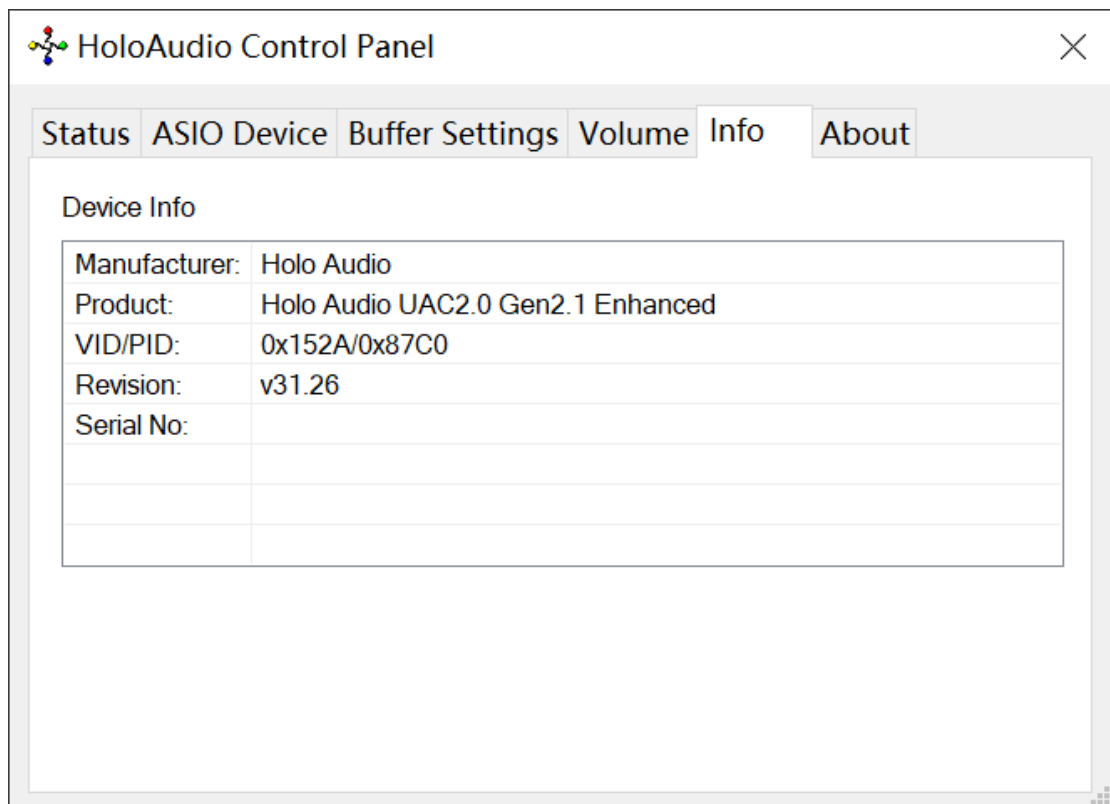 HoloAudio Control Panel
Status ASIO Device Buffer Settings Volume Info About
Device Info
Manufacturer: Holo Audio
Product: Holo Audio UAC2.0 Gen2.1 Enhanced
VID/PID: 0x152A/0x87C0
Revision: v31.26
Serial No: